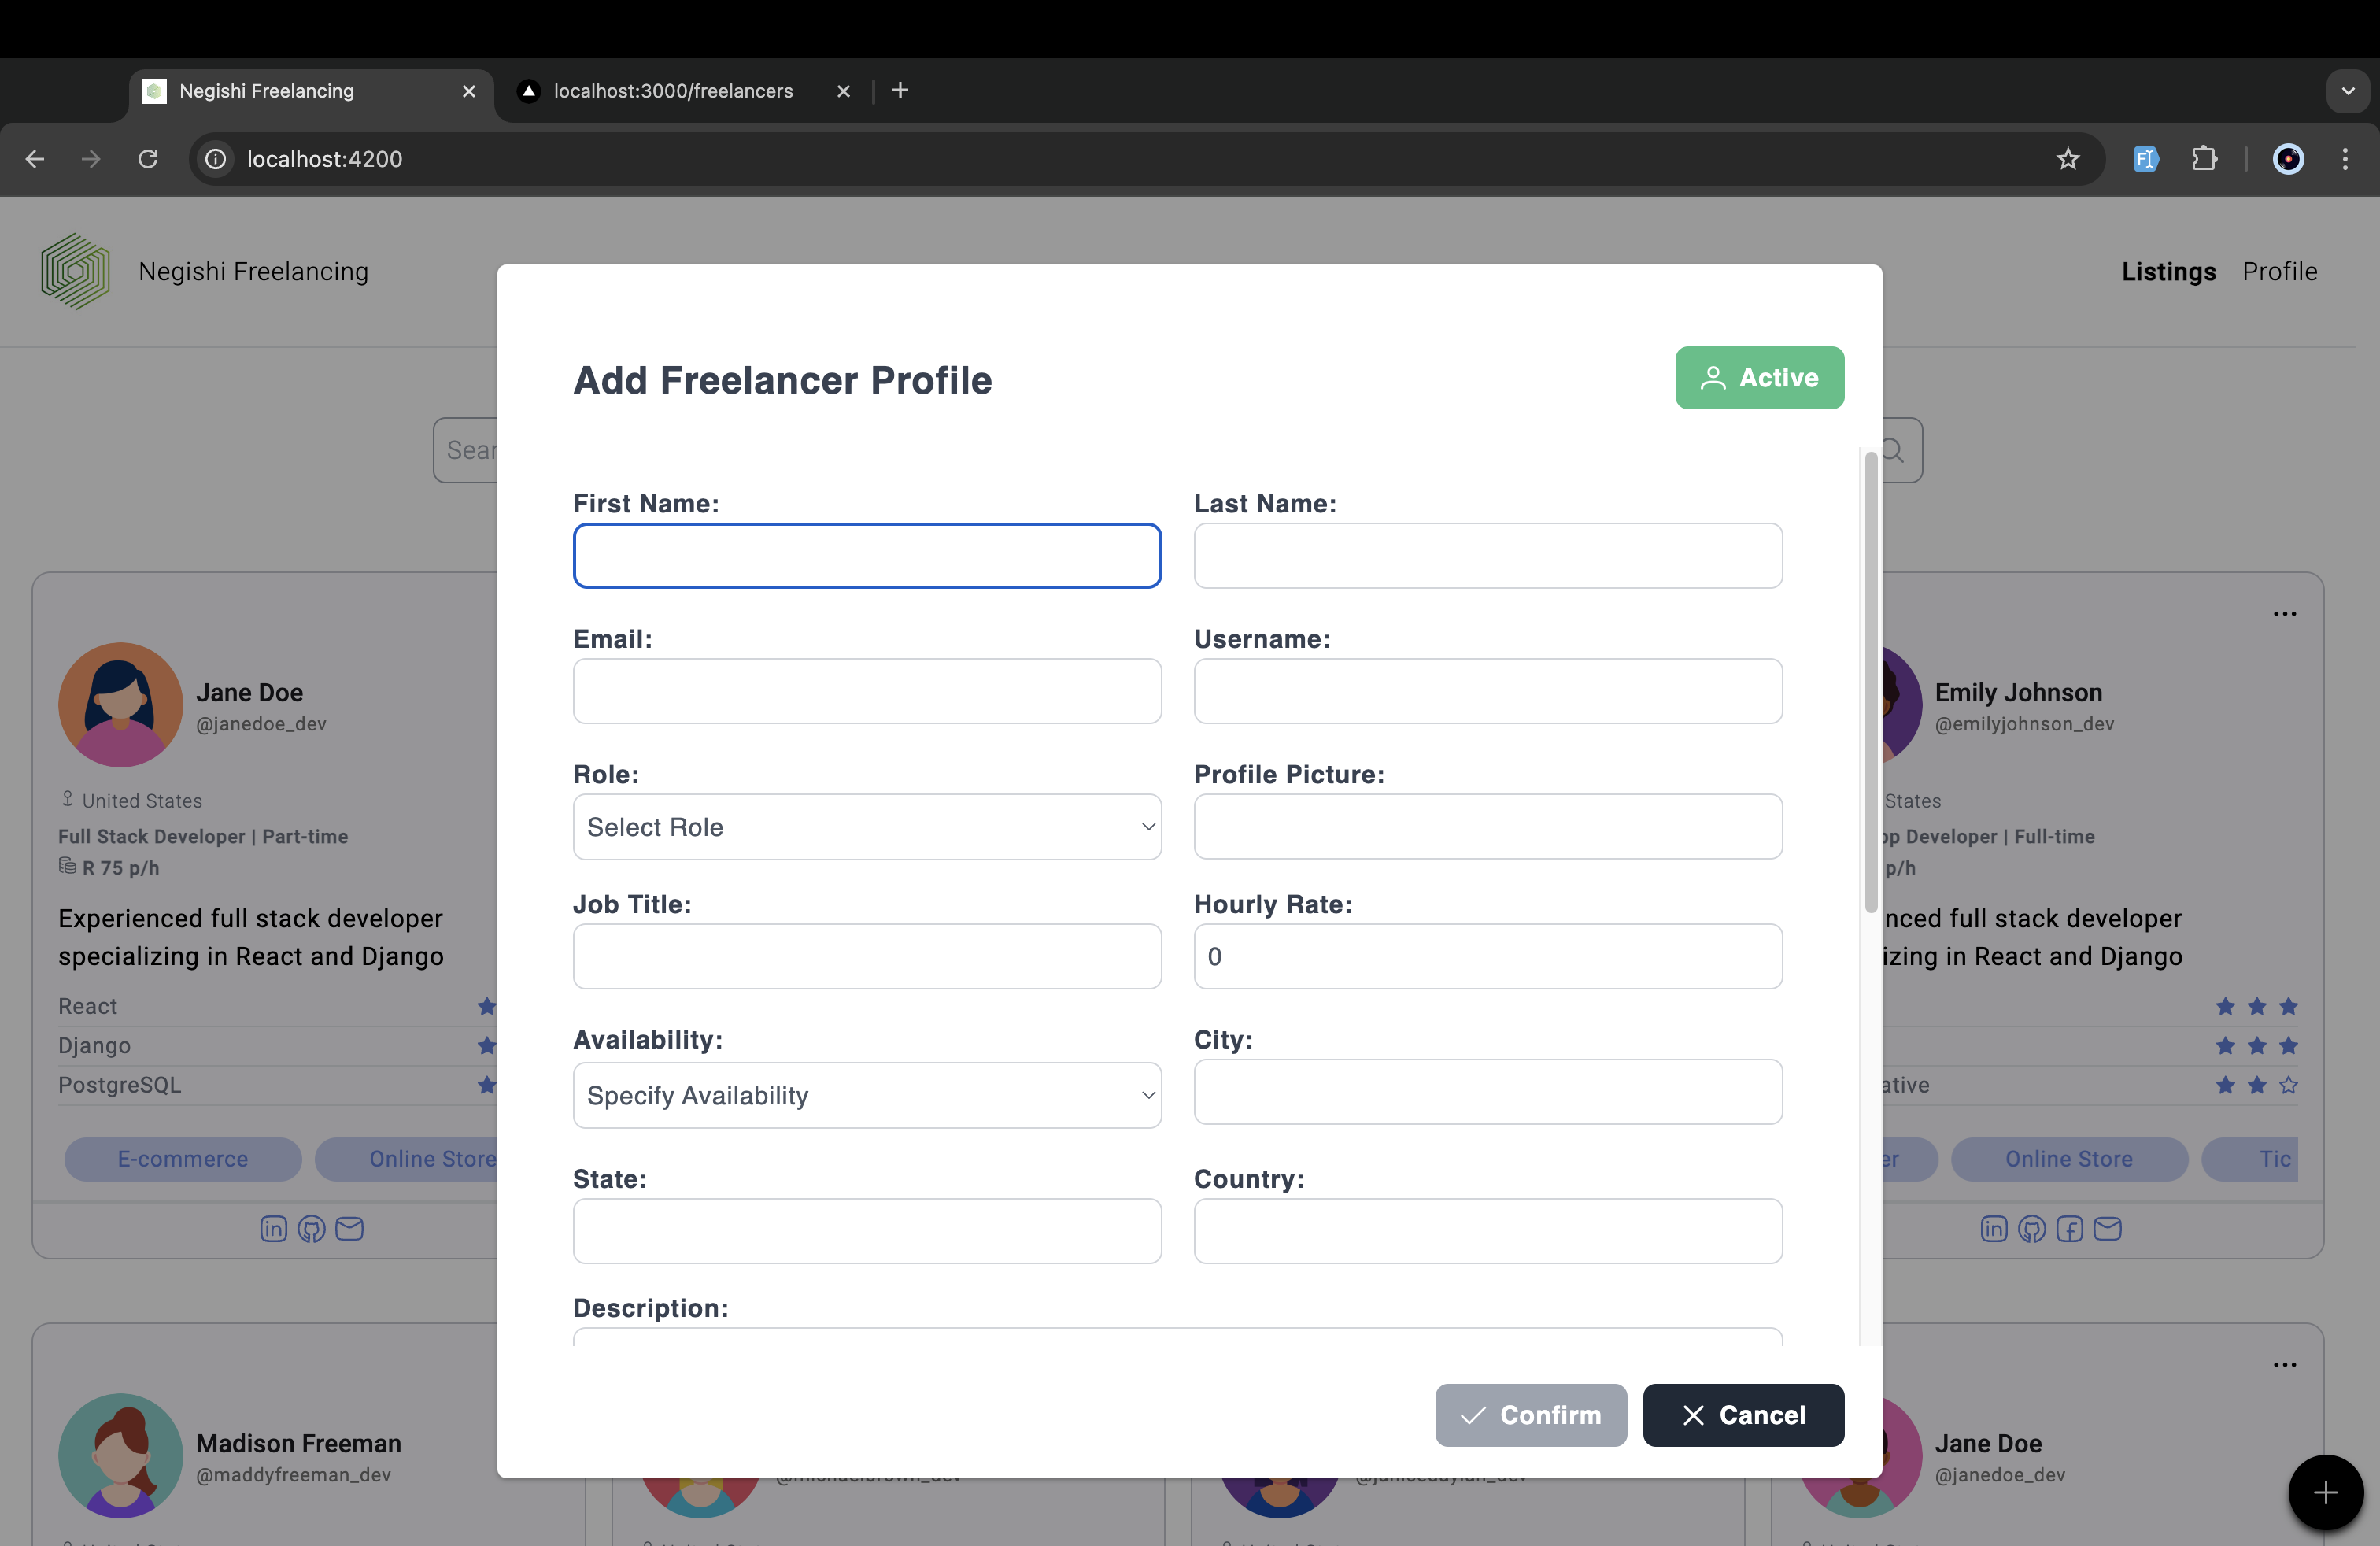 Negishi Freelancing
localhost:3000/freelancers
localhost:4200
Negishi Freelancing
Listings
Profile
Sear
Add Freelancer Profile
Active
First Name:
Last Name:
Email:
Username:
Role:
Select Role
Profile Picture:
Job Title:
Hourly Rate:
0
Availability:
Specify Availability
City:
State:
Country:
Description:
Confirm
Cancel
Jane Doe
@janedoe_dev
United States
Full Stack Developer | Part-time
R 75 p/h
Experienced full stack developer
specializing in React and Django
React
Django
PostgreSQL
E-commerce
Online Store
Emily Johnson
@emilyjohnson_dev
States
op Developer | Full-time
p/h
enced full stack developer
izing in React and Django
ative
er
Online Store
Tic
Madison Freeman
@maddyfreeman_dev
Jane Doe
@janedoe_dev